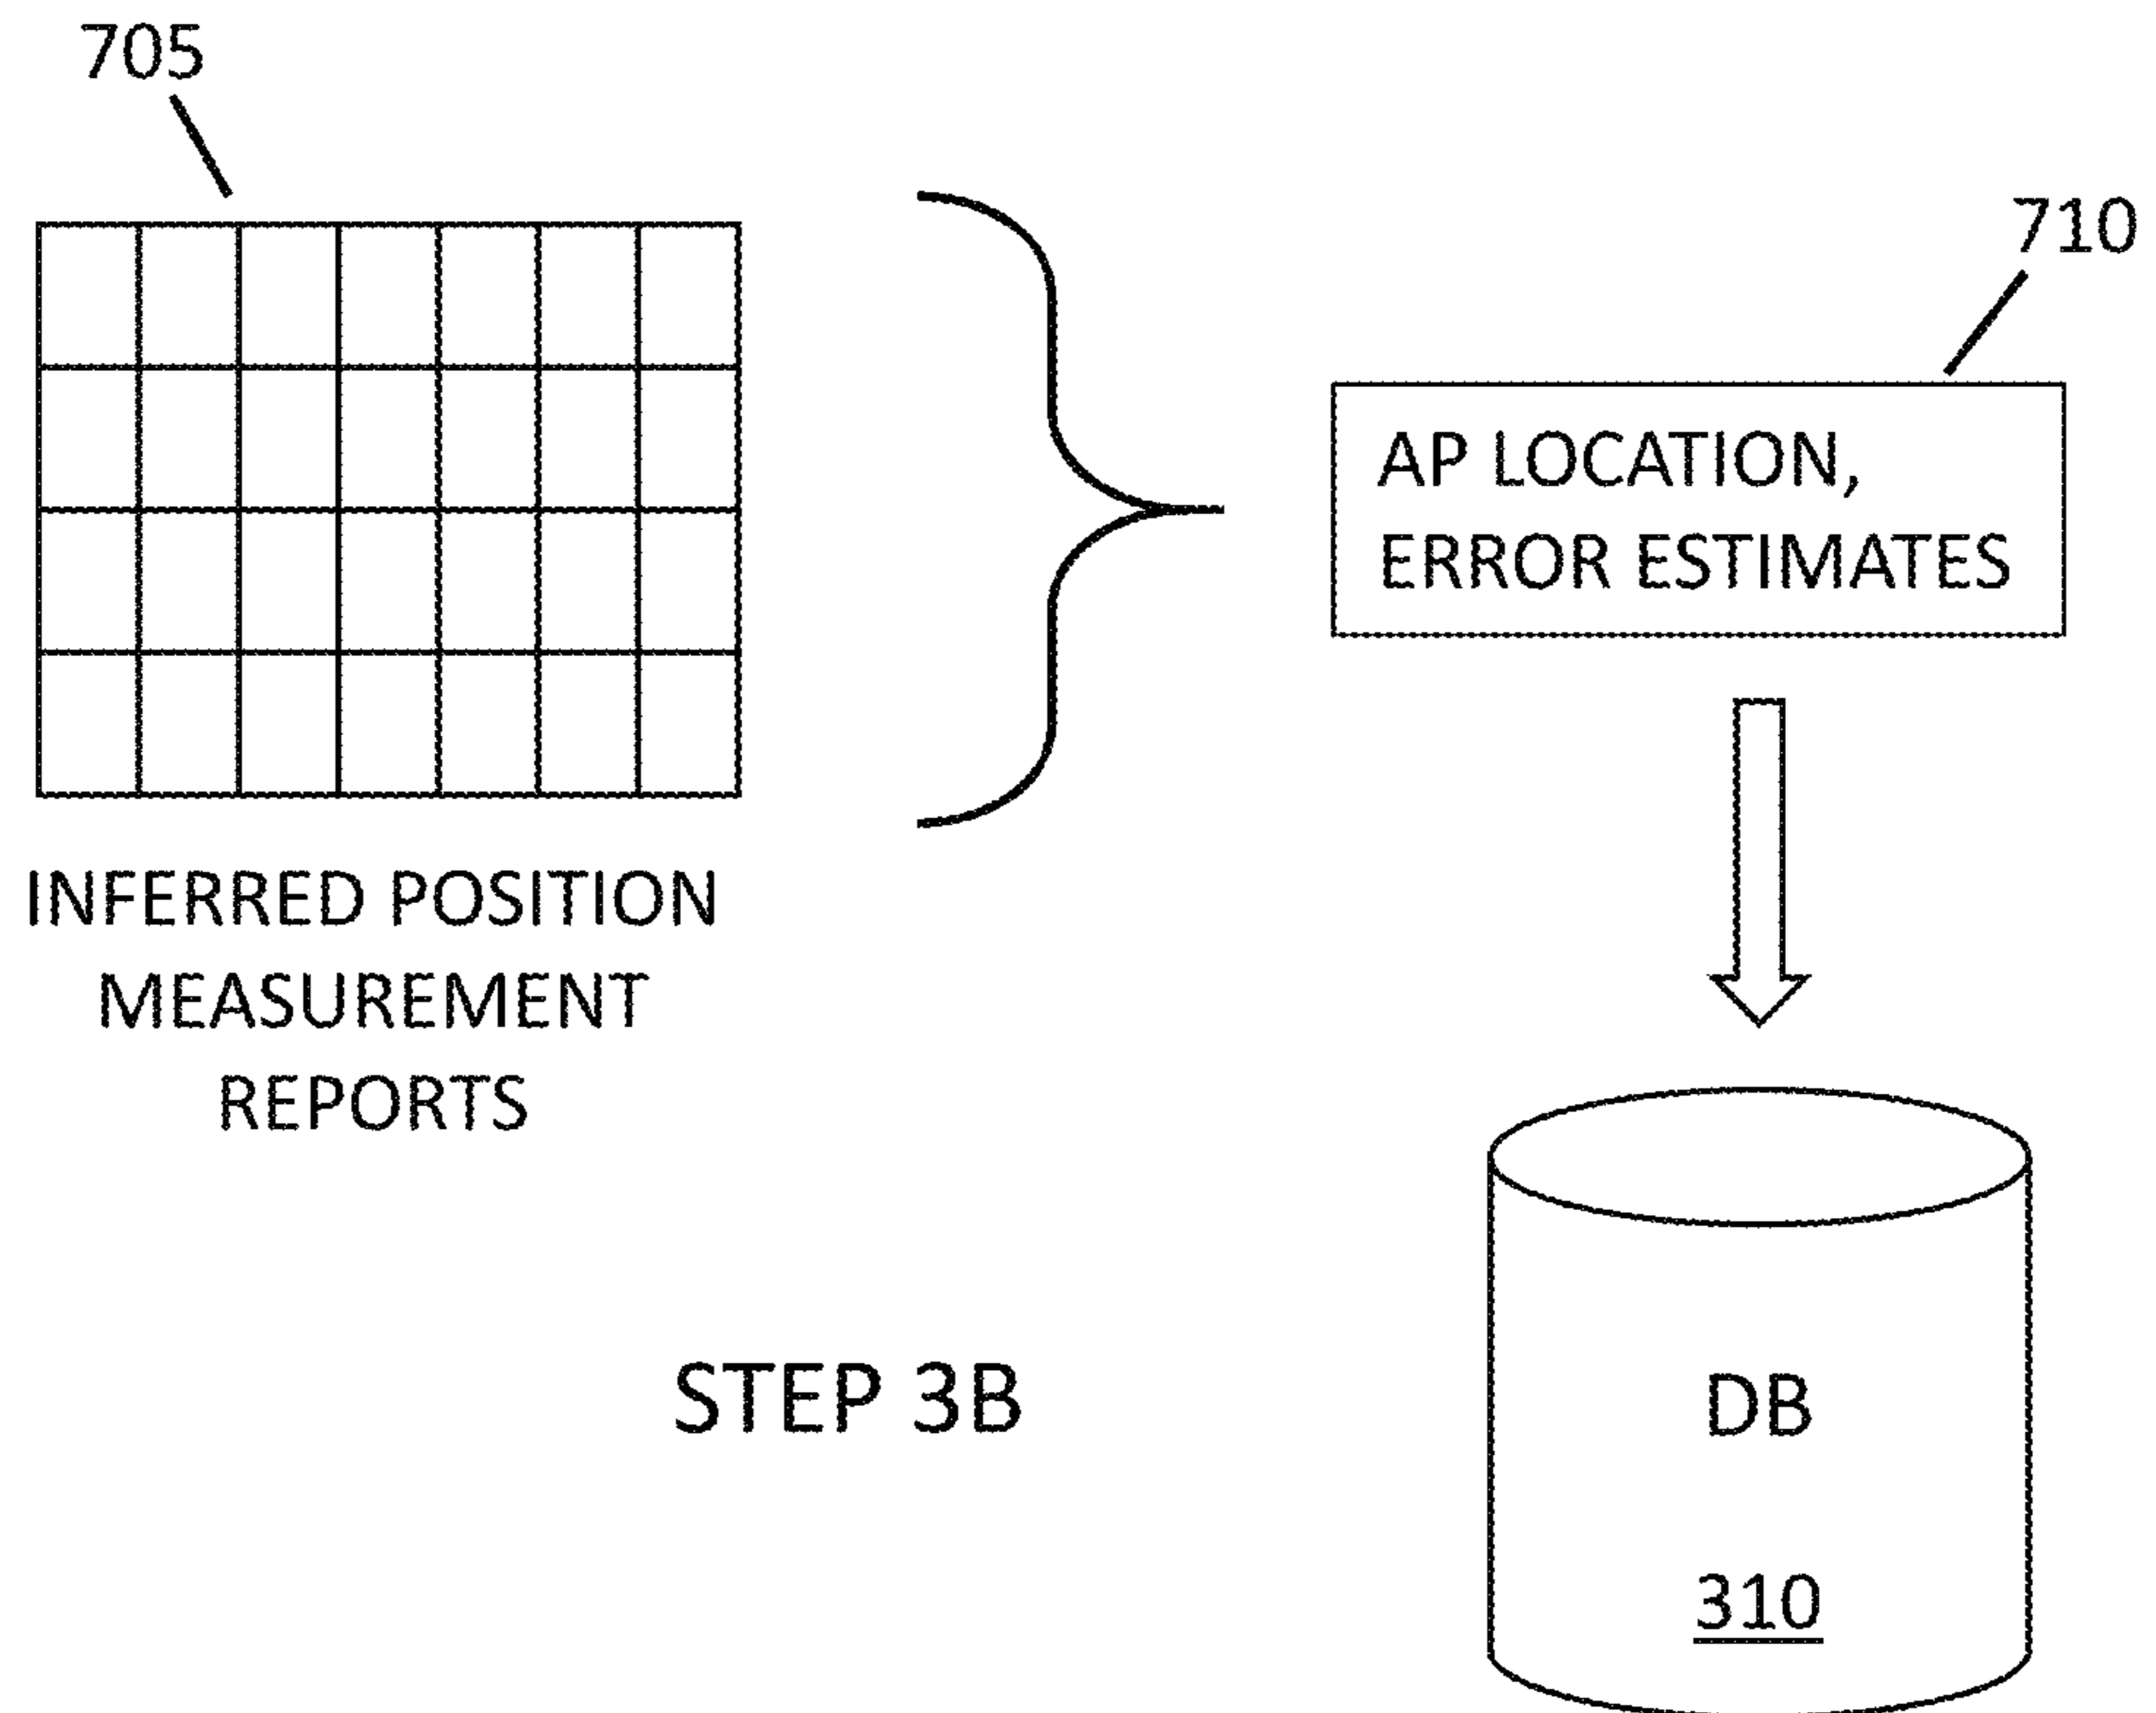 705
710
AP LOCATION,
ERROR ESTIMATES
INFERRED POSITION
MEASUREMENT
REPORTS
STEP 3B
DB
310